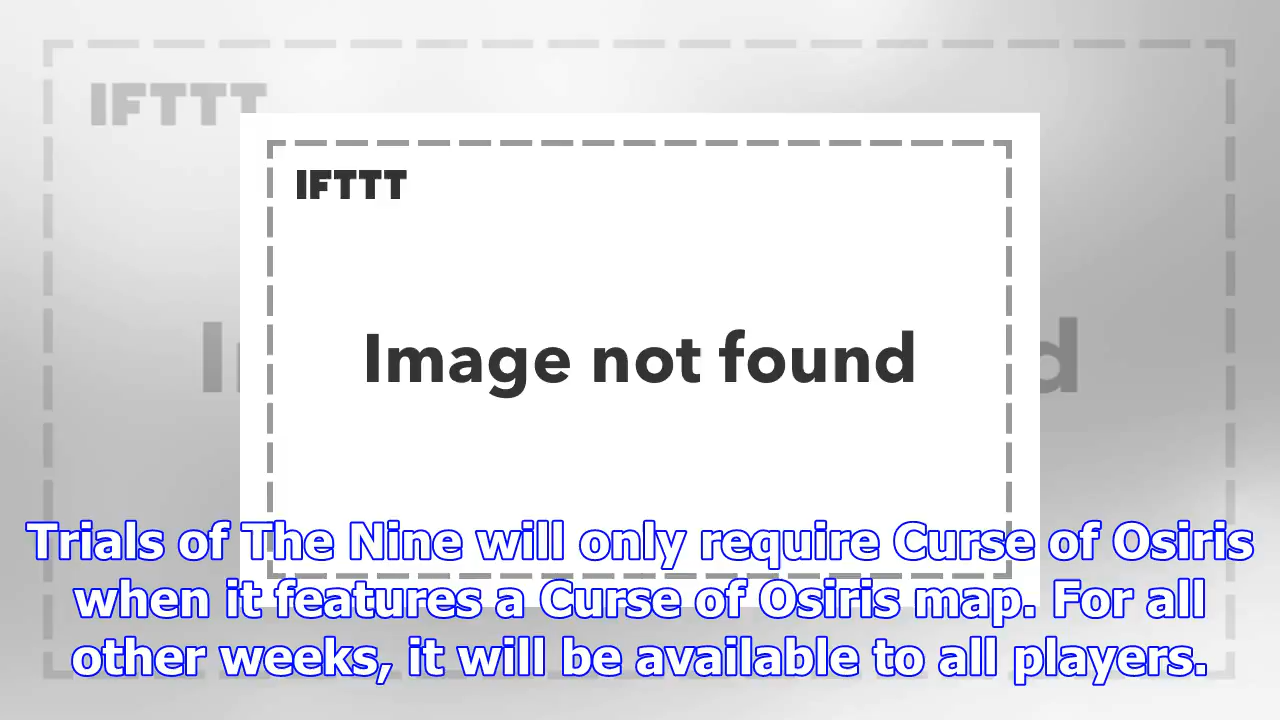 IFTTT
IFTTT
Image not found
Trials of The Nine will only require Curse of Osiris
when it features a Curse of Osiris map. For all
other weeks, it will be available to all players.